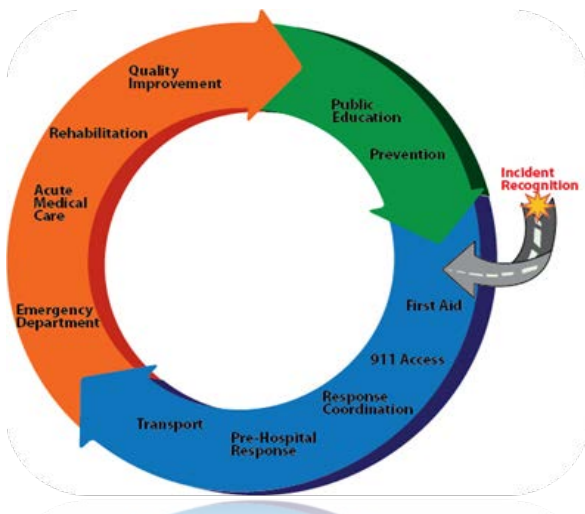 Quality
Improvement
Rehabilitation
Acute
Medical
Care
Emergency
Department
Public
Education
Prevention
Incident
Recognition
First Aid
911 Access
Response
Coordination
Pre-Hospital
Response
Transport